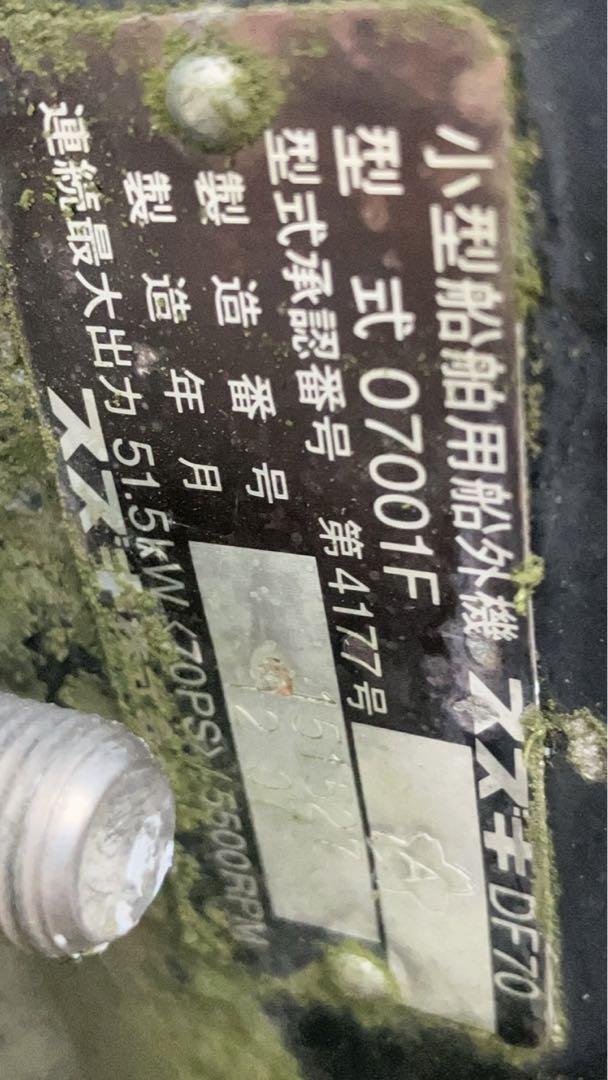 小型船舶用船外機 スズキ DF70
型式 07001F
型式承認番号 第4177号
製造番号
製造年月
連続最大出力 51.5kW (70PS) / 5500RPM
スズキ